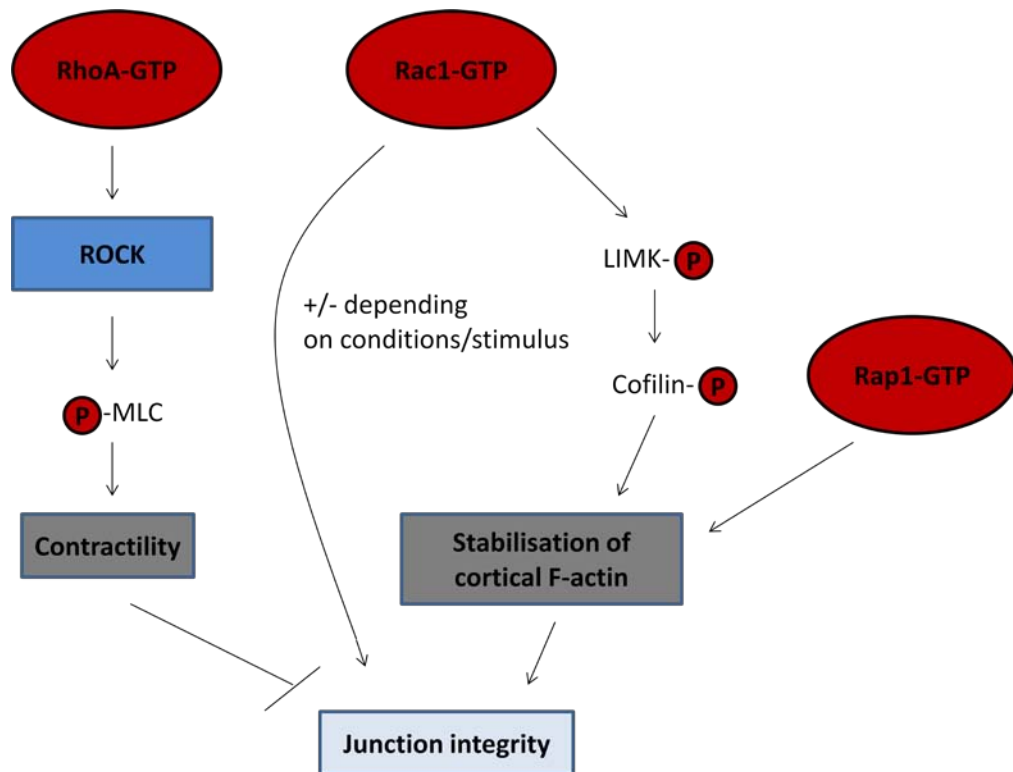 RhoA-GTP
Rac1-GTP
ROCK
LIMK- P
+/- depending
on conditions/stimulus
Rap1-GTP
Cofilin- P
P -MLC
Contractility
Stabilisation of
cortical F-actin
Junction integrity